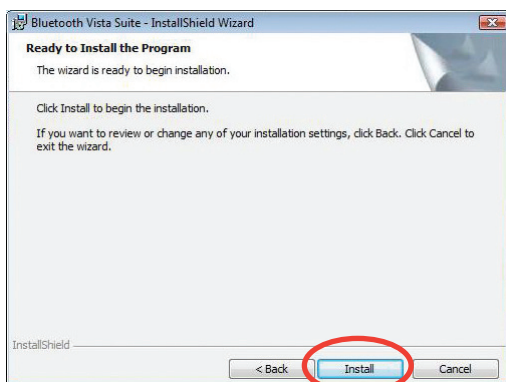 Bluetooth Vista Suite - InstallShield Wizard
Ready to Install the Program
The wizard is ready to begin installation.
Click Install to begin the installation.
If you want to review or change any of your installation settings, click Back. Click Cancel to
exit the wizard.
InstallShield
< Back Install Cancel